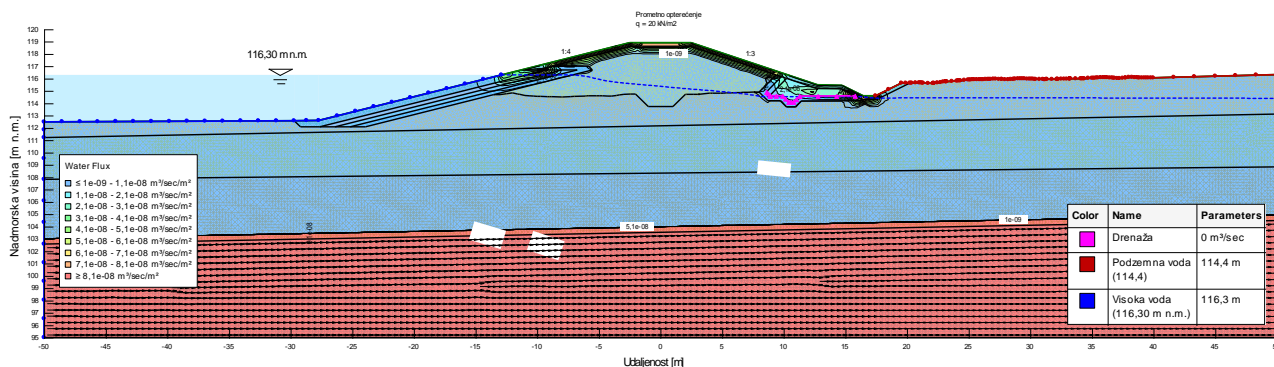 Prometno opterećenje
q = 20 kN/m2
116,30 m n.m.
1:4
1:3
1e-09
Nadmorska visina [m n.m.]
120
119
118
117
116
115
114
113
112
111
110
109
108
107
106
105
104
103
102
101
100
99
98
97
96
95
Water Flux
≤ 1e-09 - 1,1e-08 m³/sec/m²
1,1e-08 - 2,1e-08 m³/sec/m²
2,1e-08 - 3,1e-08 m³/sec/m²
3,1e-08 - 4,1e-08 m³/sec/m²
4,1e-08 - 5,1e-08 m³/sec/m²
5,1e-08 - 6,1e-08 m³/sec/m²
6,1e-08 - 7,1e-08 m³/sec/m²
7,1e-08 - 8,1e-08 m³/sec/m²
≥ 8,1e-08 m³/sec/m²
5,1e-08
1e-09
Color Name Parameters
Drenaža 0 m³/sec
Podzemna voda 114,4 m
(114,4)
Visoka voda 116,3 m
(116,30 m n.m.)
-50 -45 -40 -35 -30 -25 -20 -15 -10 -5 0 5 10 15 20 25 30 35 40 45
Udaljenost [m]